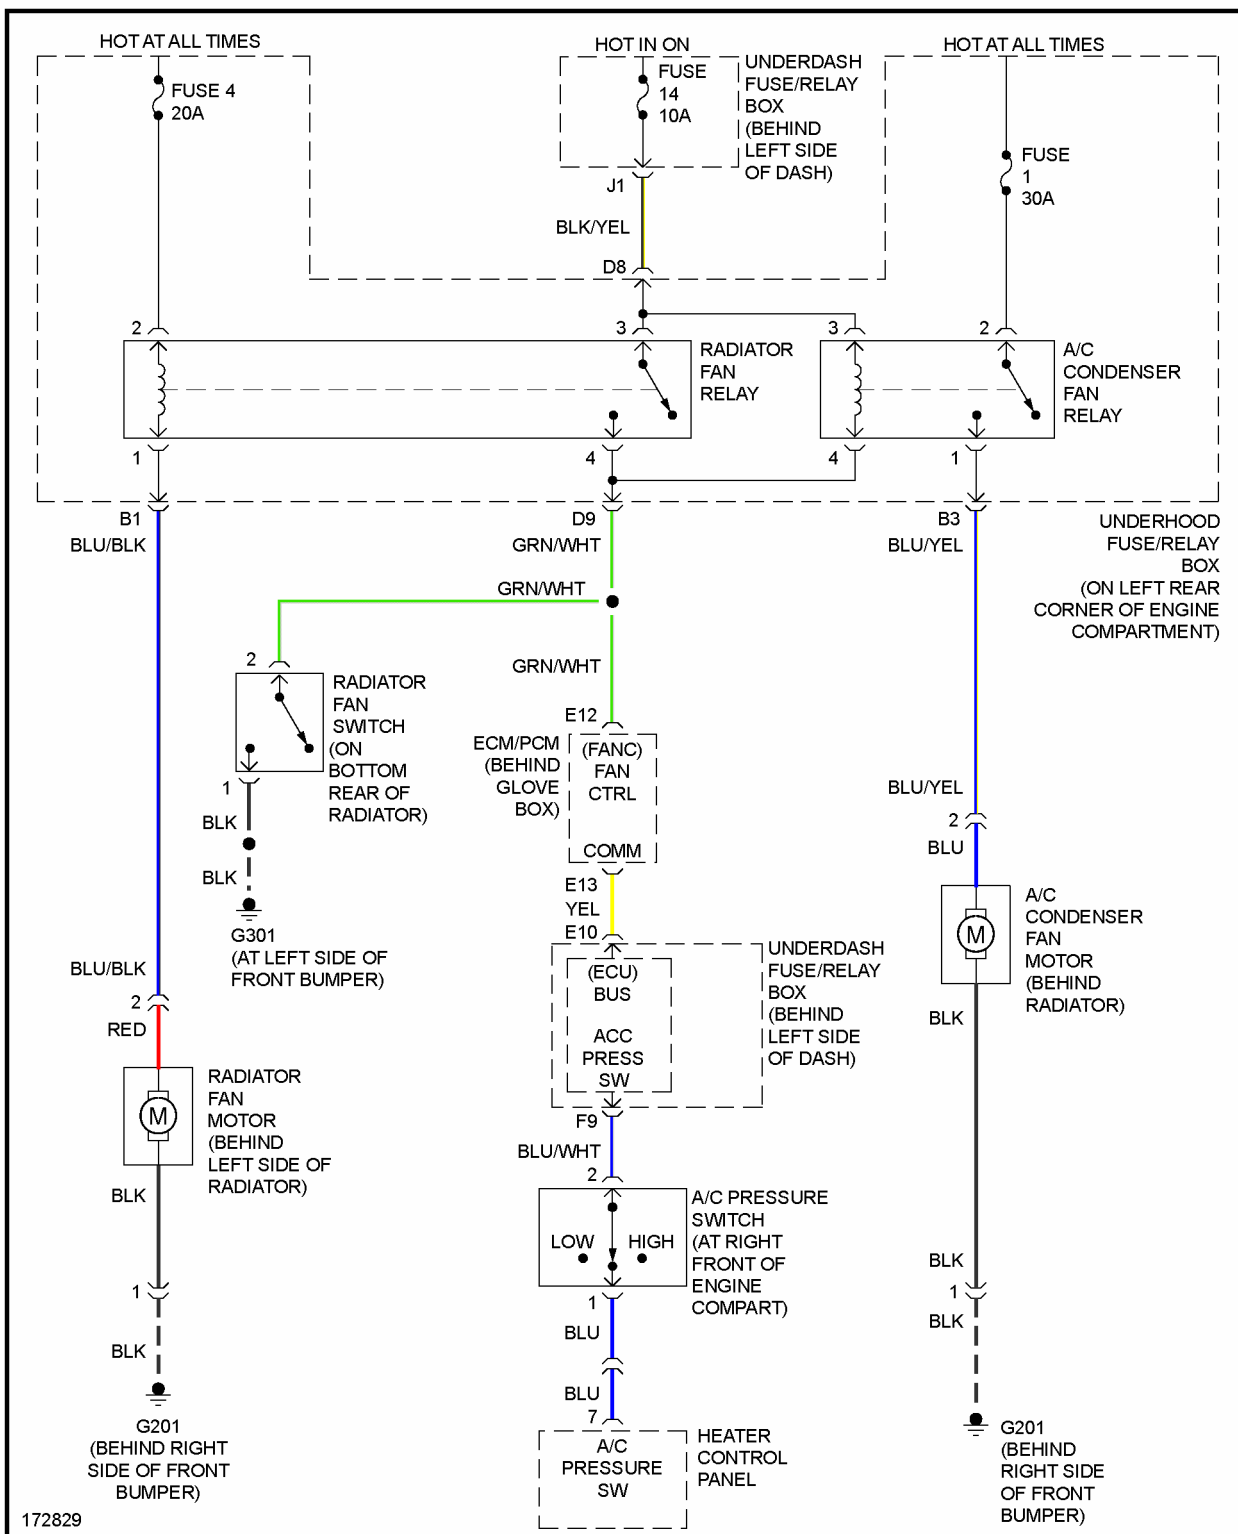 HOT AT ALL TIMES
HOT IN ON
HOT AT ALL TIMES
FUSE 4
20A
FUSE
14
10A
UNDERDASH
FUSE/RELAY
BOX
(BEHIND
LEFT SIDE
OF DASH)
FUSE
1
30A
J1
BLK/YEL
D8
2
3
3
2
RADIATOR
FAN
RELAY
A/C
CONDENSER
FAN
RELAY
1
4
4
1
B1
D9
B3
BLU/BLK
GRN/WHT
BLU/YEL
UNDERHOOD
FUSE/RELAY
BOX
(ON LEFT REAR
CORNER OF ENGINE
COMPARTMENT)
GRN/WHT
GRN/WHT
2
RADIATOR
FAN
SWITCH
(ON
BOTTOM
REAR OF
RADIATOR)
1
BLK
BLK
G301
(AT LEFT SIDE OF
FRONT BUMPER)
E12
ECM/PCM
(BEHIND
GLOVE
BOX)
(FANC)
FAN
CTRL
COMM
E13
YEL
E10
BLU/YEL
2
BLU
A/C
CONDENSER
FAN
MOTOR
(BEHIND
RADIATOR)
M
BLK
UNDERDASH
FUSE/RELAY
BOX
(BEHIND
LEFT SIDE
OF DASH)
(ECU)
BUS
ACC
PRESS
SW
BLU/BLK
2
RED
RADIATOR
FAN
MOTOR
(BEHIND
LEFT SIDE OF
RADIATOR)
M
BLK
F9
BLU/WHT
2
A/C PRESSURE
SWITCH
(AT RIGHT
FRONT OF
ENGINE
COMPART)
LOW
HIGH
1
BLU
BLU
7
A/C
PRESSURE
SW
HEATER
CONTROL
PANEL
1
BLK
G201
(BEHIND RIGHT
SIDE OF FRONT
BUMPER)
BLK
1
BLK
G201
(BEHIND
RIGHT SIDE
OF FRONT
BUMPER)
172829